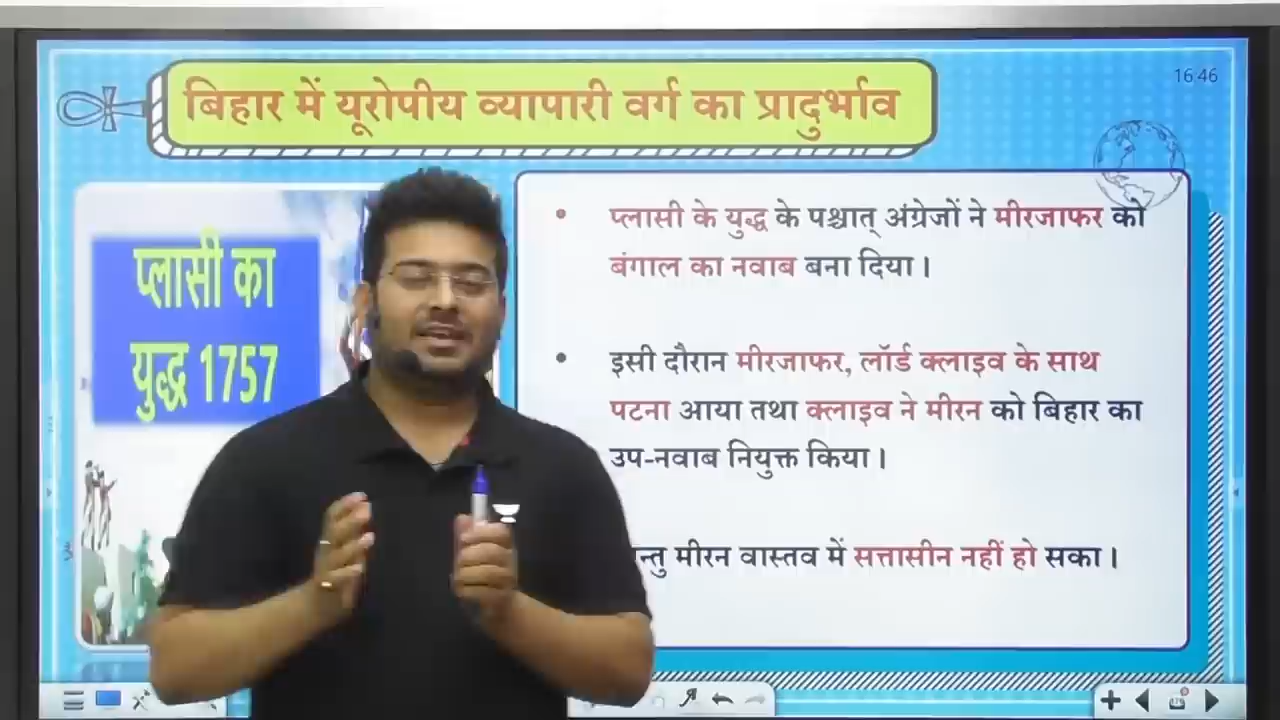 16:46
बिहार में यूरोपीय व्यापारी वर्ग का प्रादुर्भाव
प्लासी का
युद्ध 1757
• प्लासी के युद्ध के पश्चात् अंग्रेजों ने मीरजाफर को
बंगाल का नवाब बना दिया।
• इसी दौरान मीरजाफर, लॉर्ड क्लाइव के साथ
पटना आया तथा क्लाइव ने मीरन को बिहार का
उप-नवाब नियुक्त किया।
मीरन वास्तव में सत्तासीन नहीं हो सका।